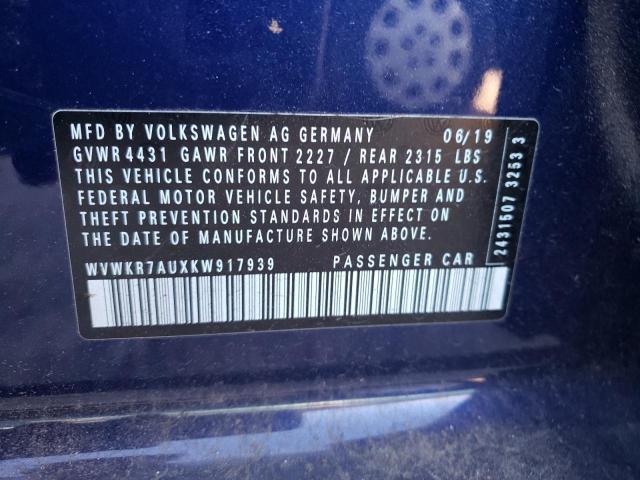 MFD BY VOLKSWAGEN AG GERMANY 06/19
GVWR 4431 GAWR FRONT 2227 / REAR 2315 LBS
THIS VEHICLE CONFORMS TO ALL APPLICABLE U.S.
FEDERAL MOTOR VEHICLE SAFETY, BUMPER AND
THEFT PREVENTION STANDARDS IN EFFECT ON
THE DATE OF MANUFACTURE SHOWN ABOVE.
WVWKR7AUXKW917939 PASSENGER CAR
2431507 3253 3